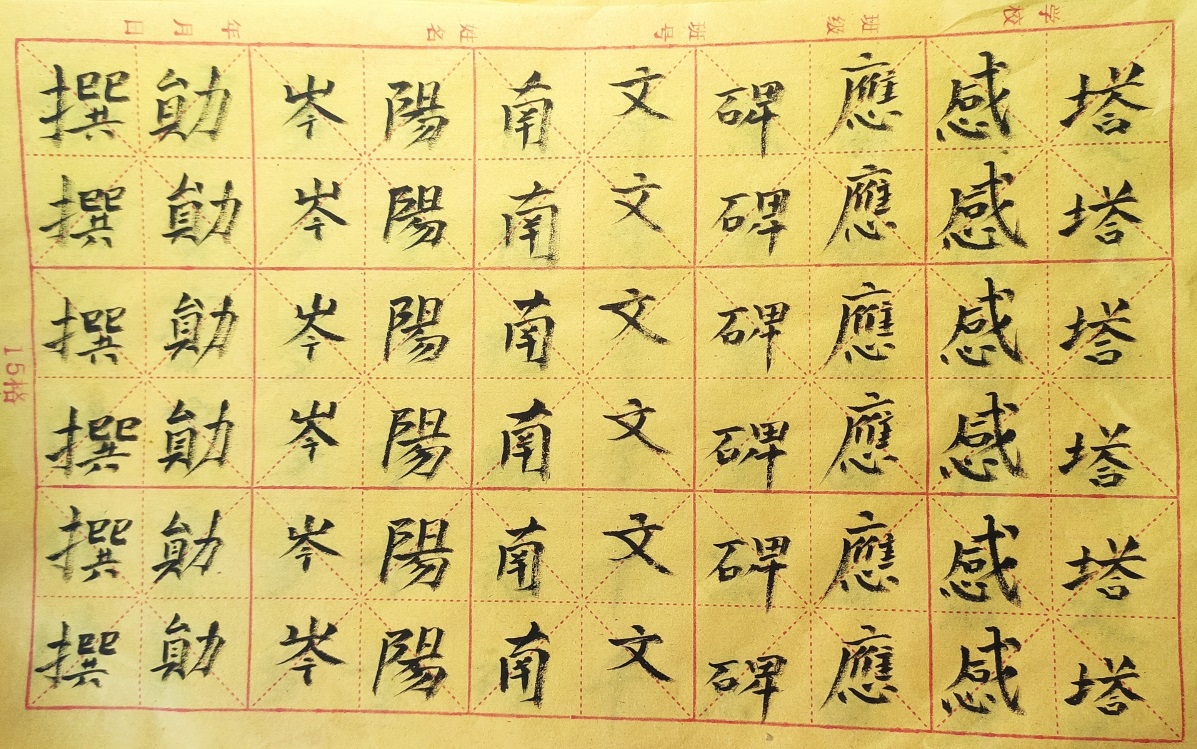 学校 班级 班号 姓名 年 月 日
塔塔塔塔塔塔
感感感感感感
應應應應應應
碑碑碑碑碑碑
文文文文文文
南南南南南南
陽陽陽陽陽陽
岑岑岑岑岑岑
勛勛勛勛勛勛
撰撰撰撰撰撰
15格